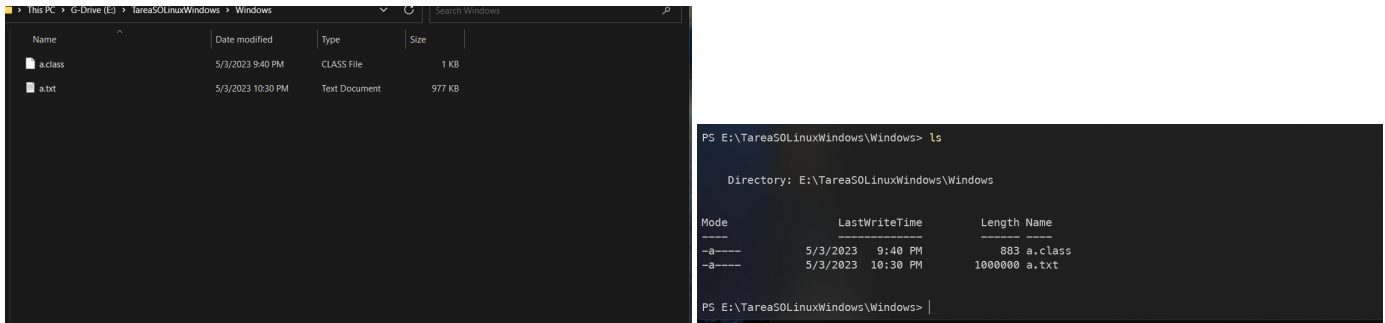 This PC > G-Drive (E:) > TareaSOLinuxWindows > Windows
Search Windows
Name Date modified Type Size
a.class 5/3/2023 9:40 PM CLASS File 1 KB
a.txt 5/3/2023 10:30 PM Text Document 977 KB
PS E:\TareaSOLinuxWindows\Windows> ls
Directory: E:\TareaSOLinuxWindows\Windows
Mode LastWriteTime Length Name
---- ------------- ------ ----
-a---- 5/3/2023 9:40 PM 883 a.class
-a---- 5/3/2023 10:30 PM 1000000 a.txt
PS E:\TareaSOLinuxWindows\Windows>